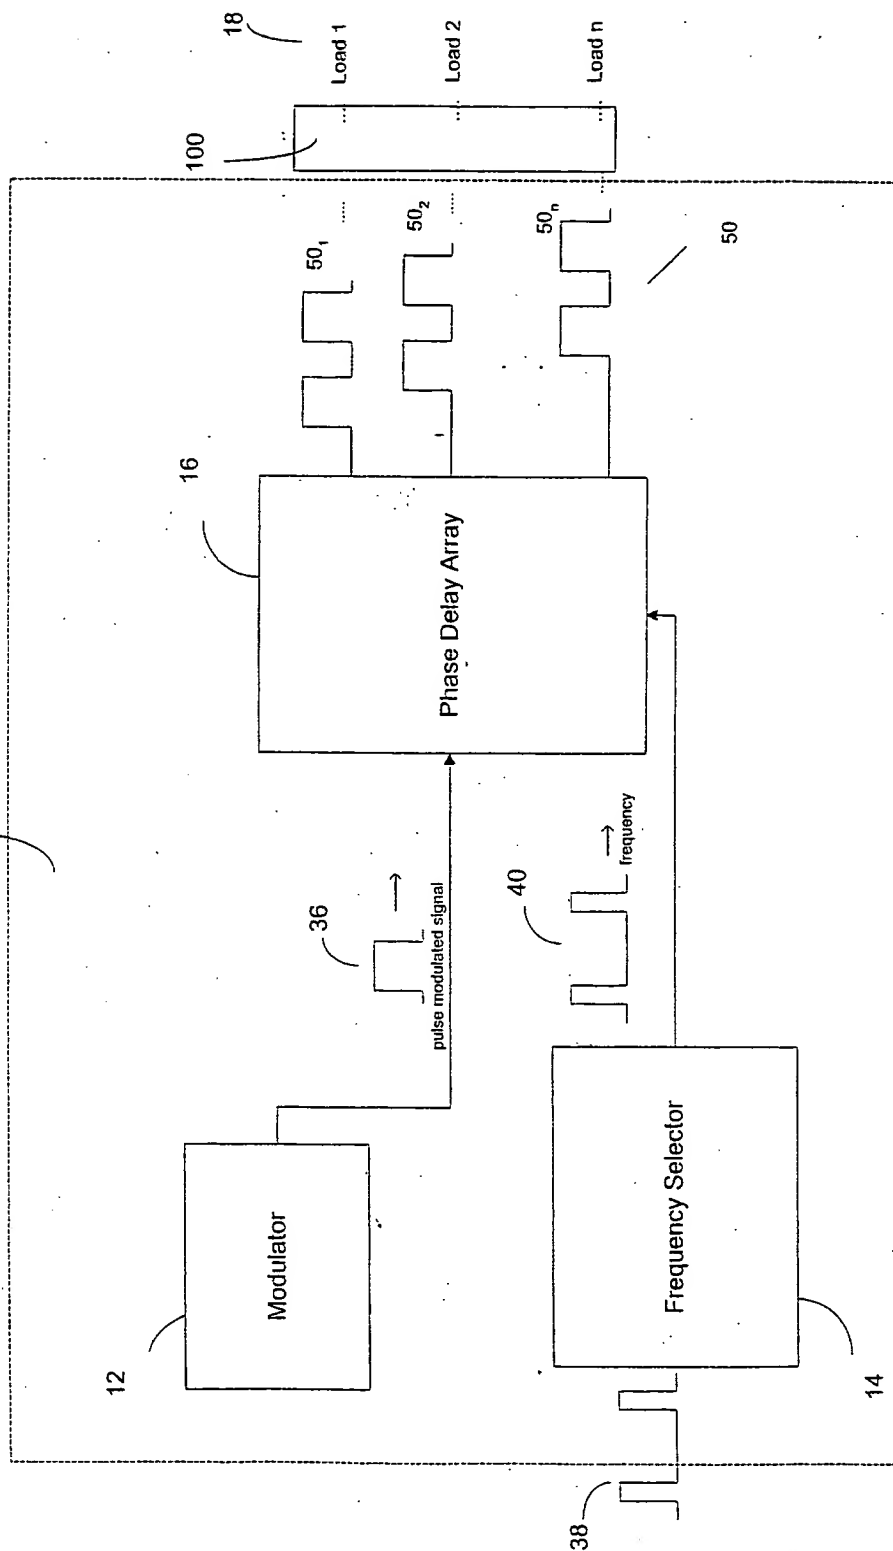 18
Load 1
Load 2
Load n
100
50₁
50₂
50ₙ
50
16
Phase Delay Array
36
pulse modulated signal
40
frequency
12
Modulator
Frequency Selector
14
38